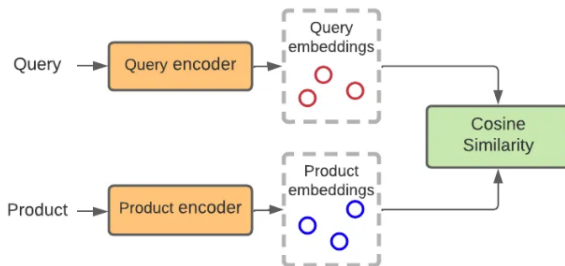 Query
Query encoder
Query
embeddings
Cosine
Similarity
Product
Product encoder
Product
embeddings